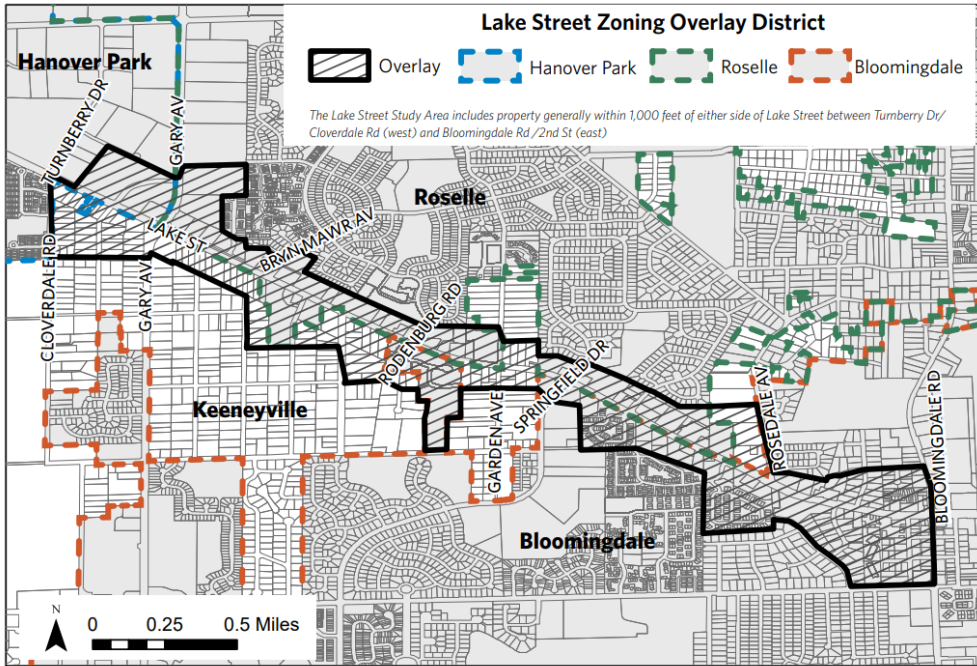 Lake Street Zoning Overlay District
Overlay
Hanover Park
Roselle
Bloomingdale
The Lake Street Study Area includes property generally within 1,000 feet of either side of Lake Street between Turnberry Dr/
Cloverdale Rd (west) and Bloomingdale Rd /2nd St (east)
Hanover Park
TURNBERRY DR
GARY AV
Roselle
LAKE ST
BRYN MAWR AV
CLOVERDALE RD
GARY AV
RODENBURG RD
Keeneyville
GARDEN AVE
SPRINGFIELD DR
ROSEDALE AV
BLOOMINGDALE RD
Bloomingdale
N
0 0.25 0.5 Miles